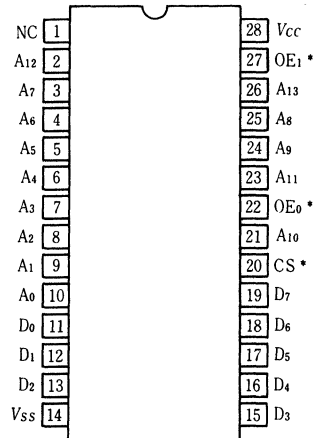 NC 1 28 Vcc
A12 2 27 OE1 *
A7 3 26 A13
A6 4 25 A8
A5 5 24 A9
A4 6 23 A11
A3 7 22 OE0 *
A2 8 21 A10
A1 9 20 CS *
A0 10 19 D7
D0 11 18 D6
D1 12 17 D5
D2 13 16 D4
Vss 14 15 D3